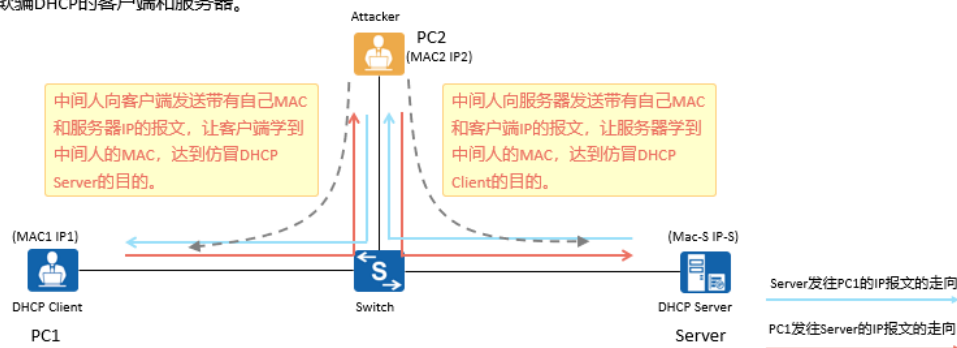 欺骗DHCP的客户端和服务器。
Attacker
PC2
(MAC2 IP2)
中间人向客户端发送带有自己MAC
和服务器IP的报文，让客户端学到
中间人的MAC，达到仿冒DHCP
Server的目的。
中间人向服务器发送带有自己MAC
和客户端IP的报文，让服务器学到
中间人的MAC，达到仿冒DHCP
Client的目的。
(MAC1 IP1)
(Mac-S IP-S)
S
DHCP Client
Switch
DHCP Server
PC1
Server
Server发往PC1的IP报文的走向
PC1发往Server的IP报文的走向